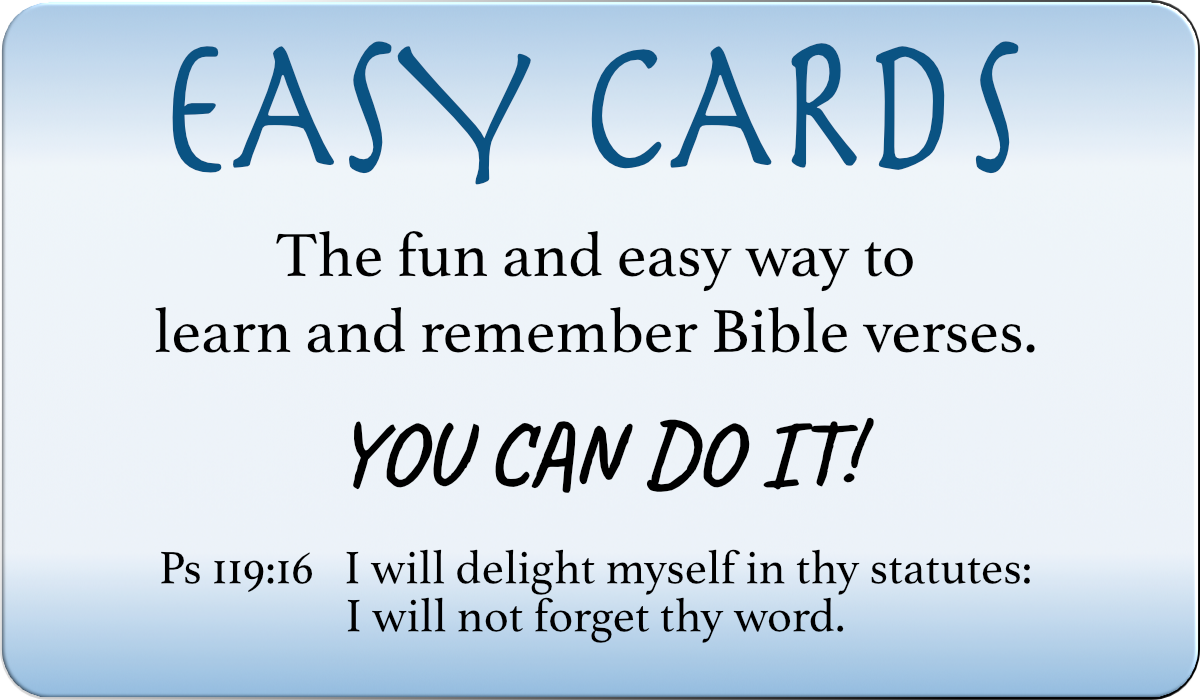 EASY CARDS
The fun and easy way to
learn and remember Bible verses.
YOU CAN DO IT!
Ps 119:16 I will delight myself in thy statutes:
I will not forget thy word.